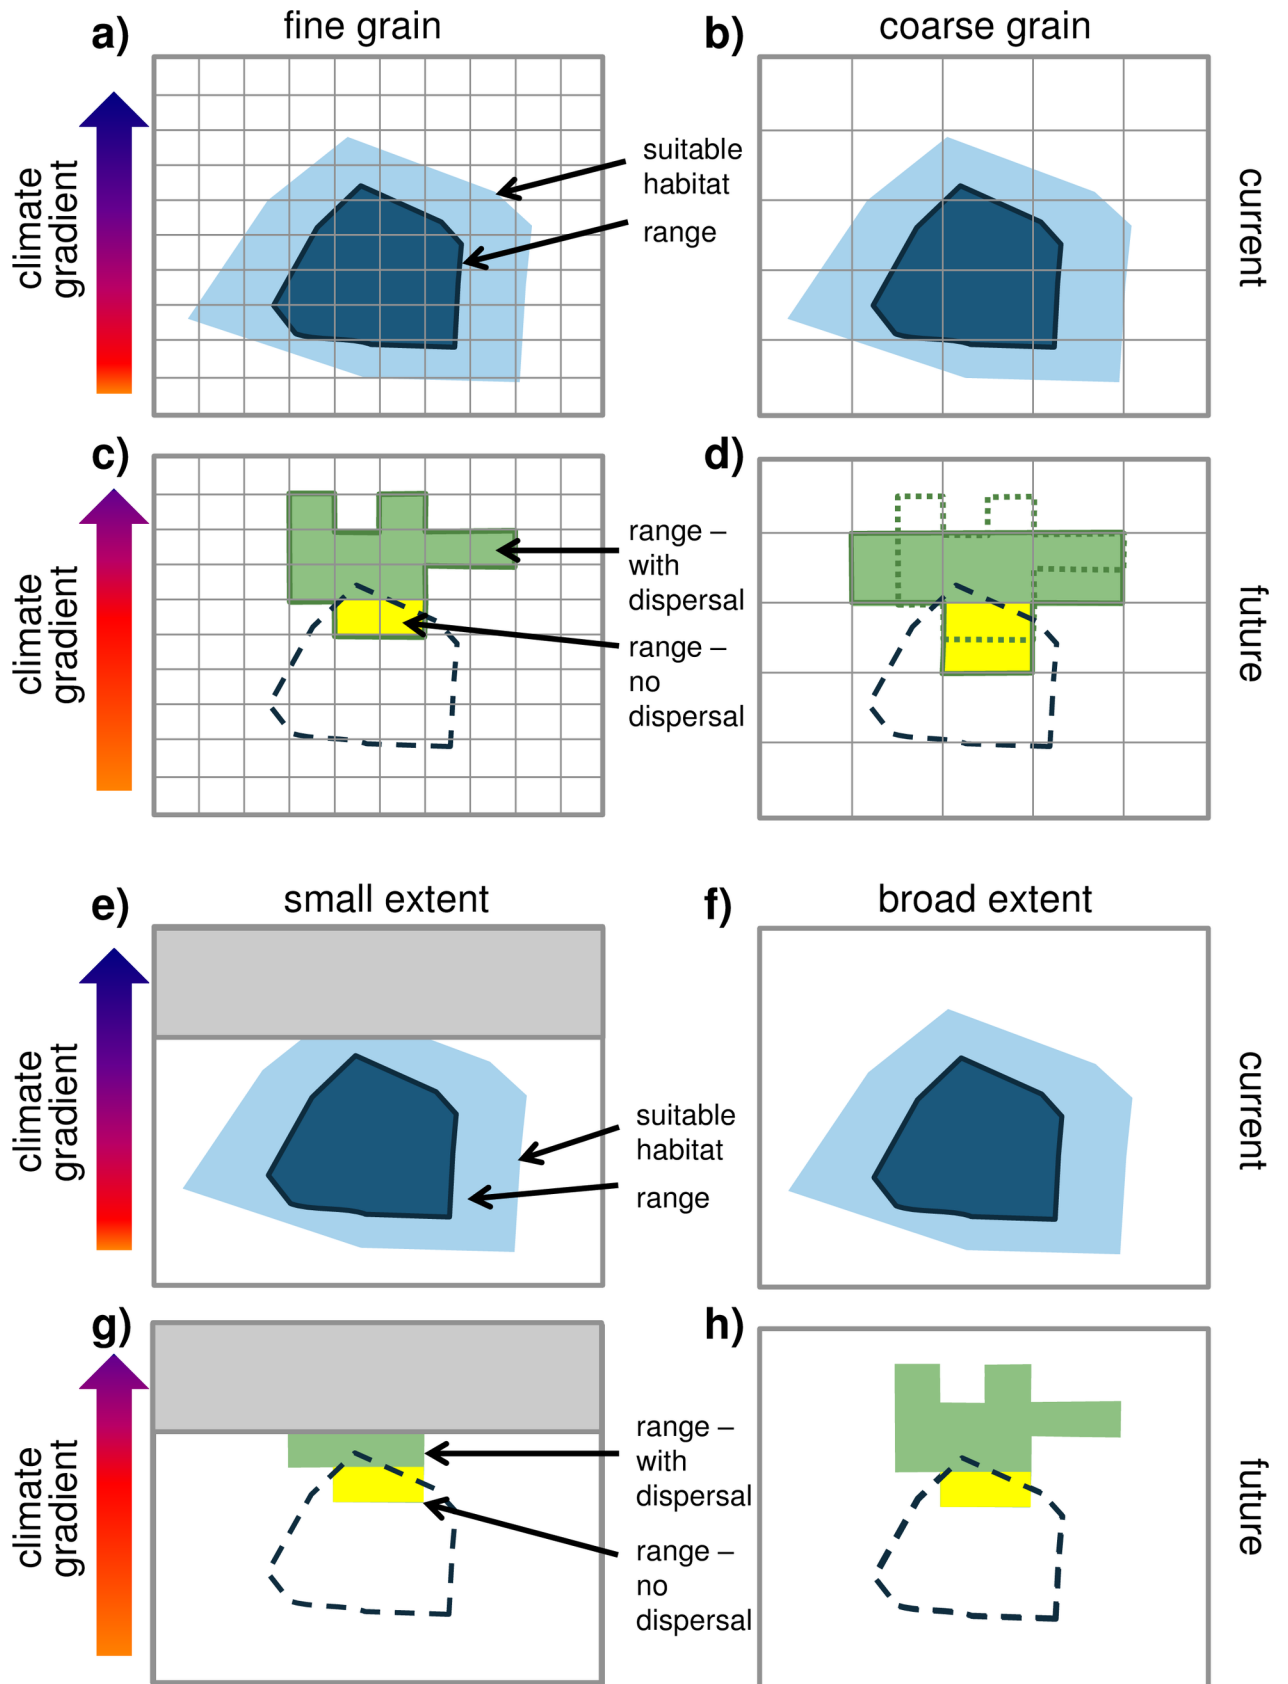 a)
fine grain
b)
coarse grain
climate
gradient
suitable
habitat
range
current
c)
d)
climate
gradient
range –
with
dispersal
range –
no
dispersal
future
e)
small extent
f)
broad extent
climate
gradient
suitable
habitat
range
current
g)
h)
climate
gradient
range –
with
dispersal
range –
no
dispersal
future